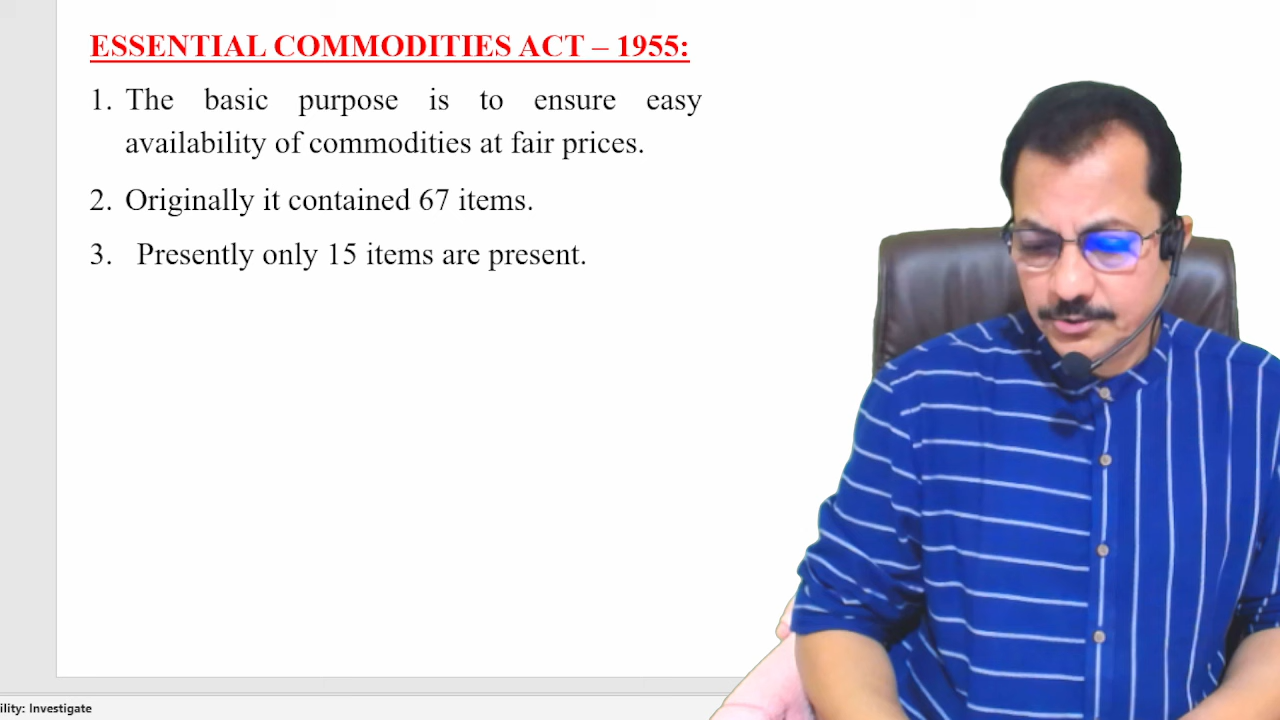 ESSENTIAL COMMODITIES ACT – 1955:
1. The basic purpose is to ensure easy
availability of commodities at fair prices.
2. Originally it contained 67 items.
3. Presently only 15 items are present.
ility: Investigate